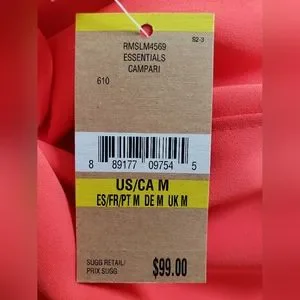 S2-3
RMSLM4569
ESSENTIALS
CAMPARI
610
8 89177 09754 5
US/CA M
ES/FR/PT M DE M UK M
SUGG RETAIL/
PRIX SUGG
$99.00